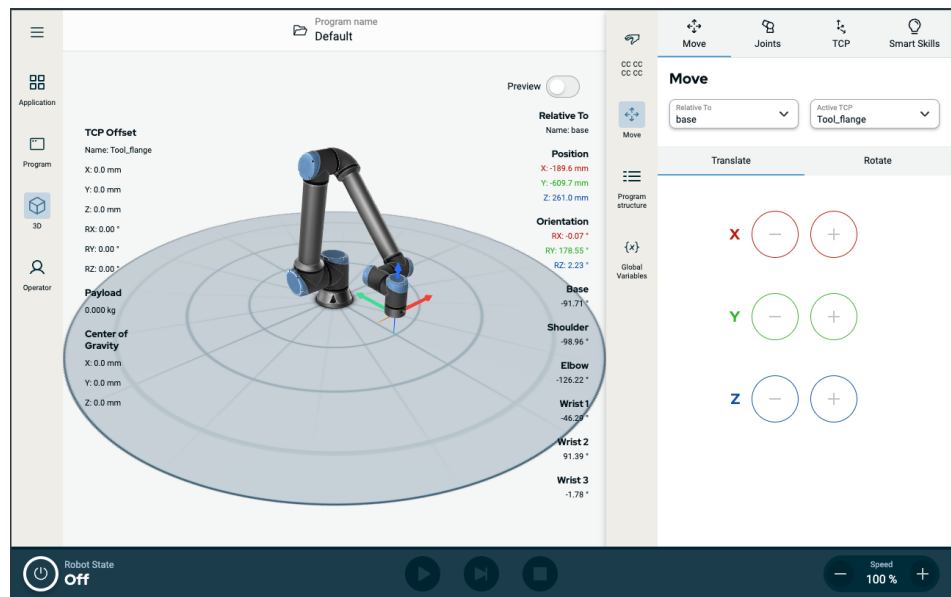 Program name
Default
Application
Program
3D
Operator
Preview
TCP Offset
Name: Tool_flange
X: 0.0 mm
Y: 0.0 mm
Z: 0.0 mm
RX: 0.00 °
RY: 0.00 °
RZ: 0.00 °
Payload
0.000 kg
Center of
Gravity
X: 0.0 mm
Y: 0.0 mm
Z: 0.0 mm
Relative To
Name: base
Position
X: -189.6 mm
Y: -609.7 mm
Z: 261.0 mm
Orientation
RX: -0.07 °
RY: 178.55 °
RZ: 2.23 °
Base
-91.71 °
Shoulder
-98.96 °
Elbow
-126.22 °
Wrist 1
-46.29 °
Wrist 2
91.39 °
Wrist 3
-1.78 °
CC CC
CC CC
Move
Program
structure
{x}
Global
Variables
Move
Joints
TCP
Smart Skills
Move
Relative To
base
Active TCP
Tool_flange
Translate
Rotate
X − +
Y − +
Z − +
Robot State
Off
Speed
− 100 % +